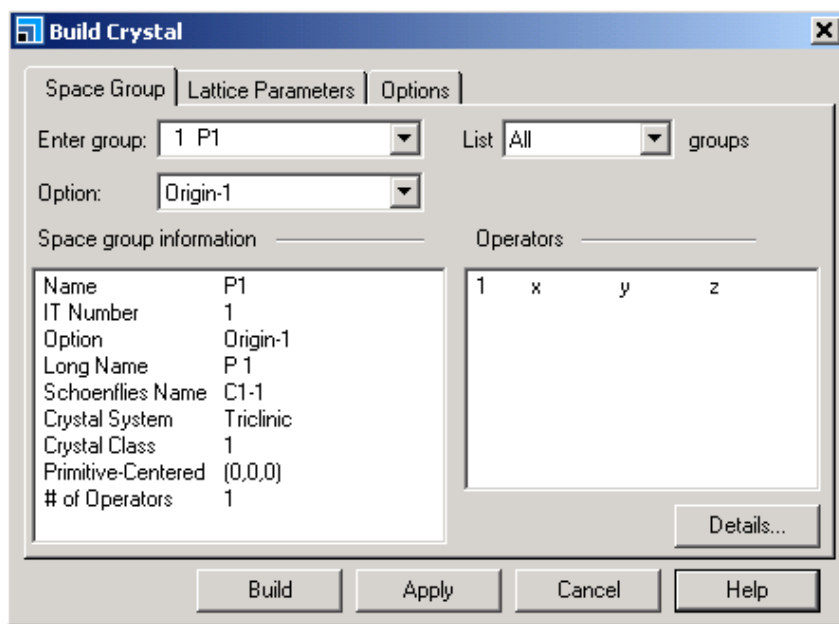 Build Crystal
Space Group Lattice Parameters Options
Enter group: 1 P1 List All groups
Option: Origin-1
Space group information Operators
Name P1
IT Number 1
Option Origin-1
Long Name P 1
Schoenflies Name C1-1
Crystal System Triclinic
Crystal Class 1
Primitive-Centered (0,0,0)
# of Operators 1
1 x y z
Details...
Build Apply Cancel Help